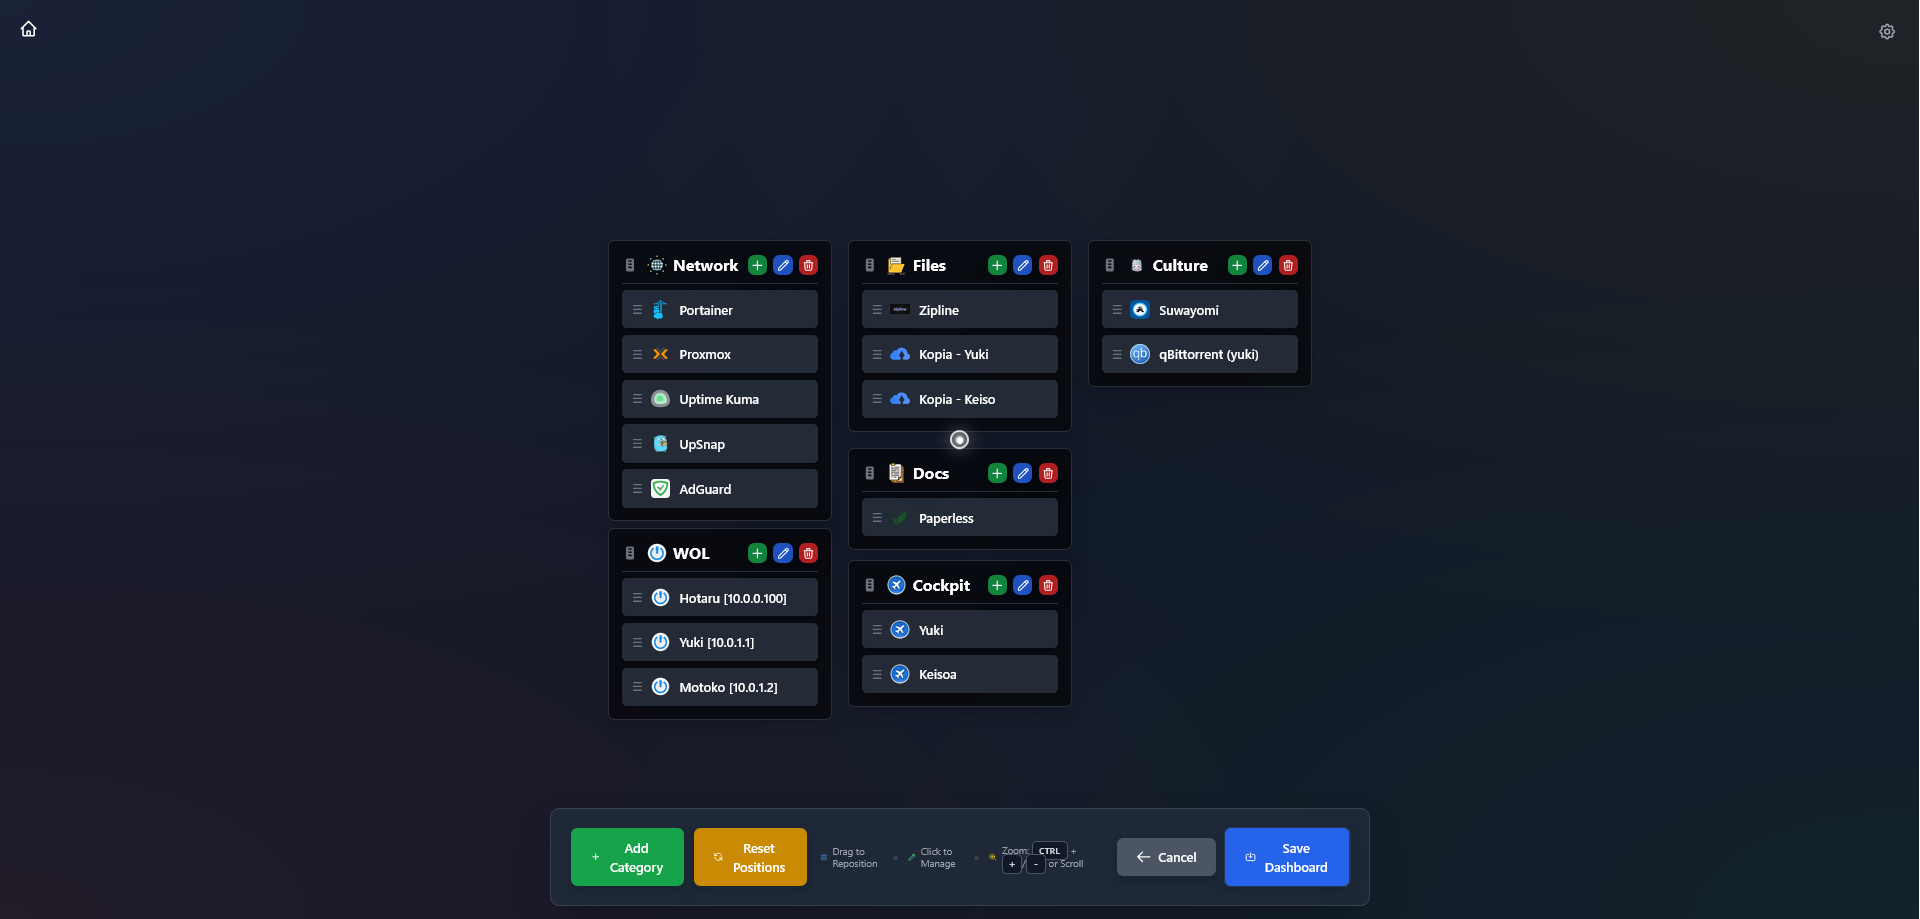 Network
Portainer
Proxmox
Uptime Kuma
UpSnap
AdGuard
WOL
Hotaru [10.0.0.100]
Yuki [10.0.1.1]
Motoko [10.0.1.2]
Files
zipline
Zipline
Kopia - Yuki
Kopia - Keiso
Docs
Paperless
Cockpit
Yuki
Keisoa
Culture
Suwayomi
qb
qBittorrent (yuki)
+ Add
Category
Reset
Positions
Drag to
Reposition
Click to
Manage
Zoom: CTRL +
+ / - or Scroll
Cancel
Save
Dashboard